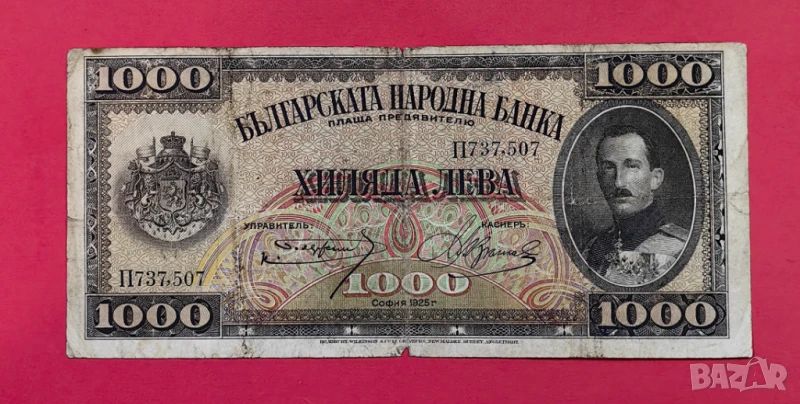 1000 1000
БЪЛГАРСКАТА НАРОДНА БАНКА
ПЛАЩА ПРЕДЯВИТЕЛЮ
П737,507
ХИЛЯДА ЛЕВА
УПРАВИТЕЛЬ: КАСИЕРЪ:
П737,507
1000
София 1925г
1000 1000
BAZAR